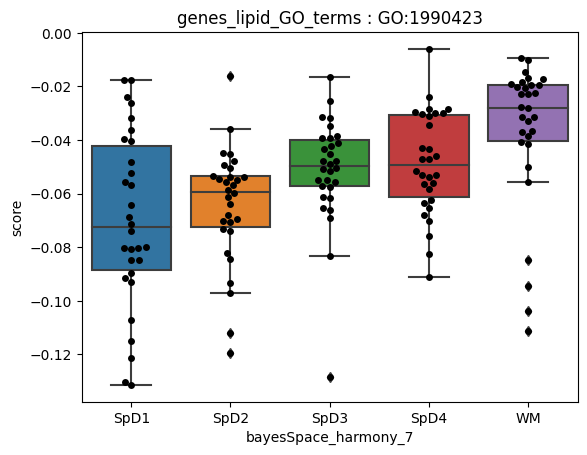 genes_lipid_GO_terms : GO:1990423
0.00
−0.02
−0.04
−0.06
−0.08
−0.10
−0.12
score
SpD1 SpD2 SpD3 SpD4 WM
bayesSpace_harmony_7